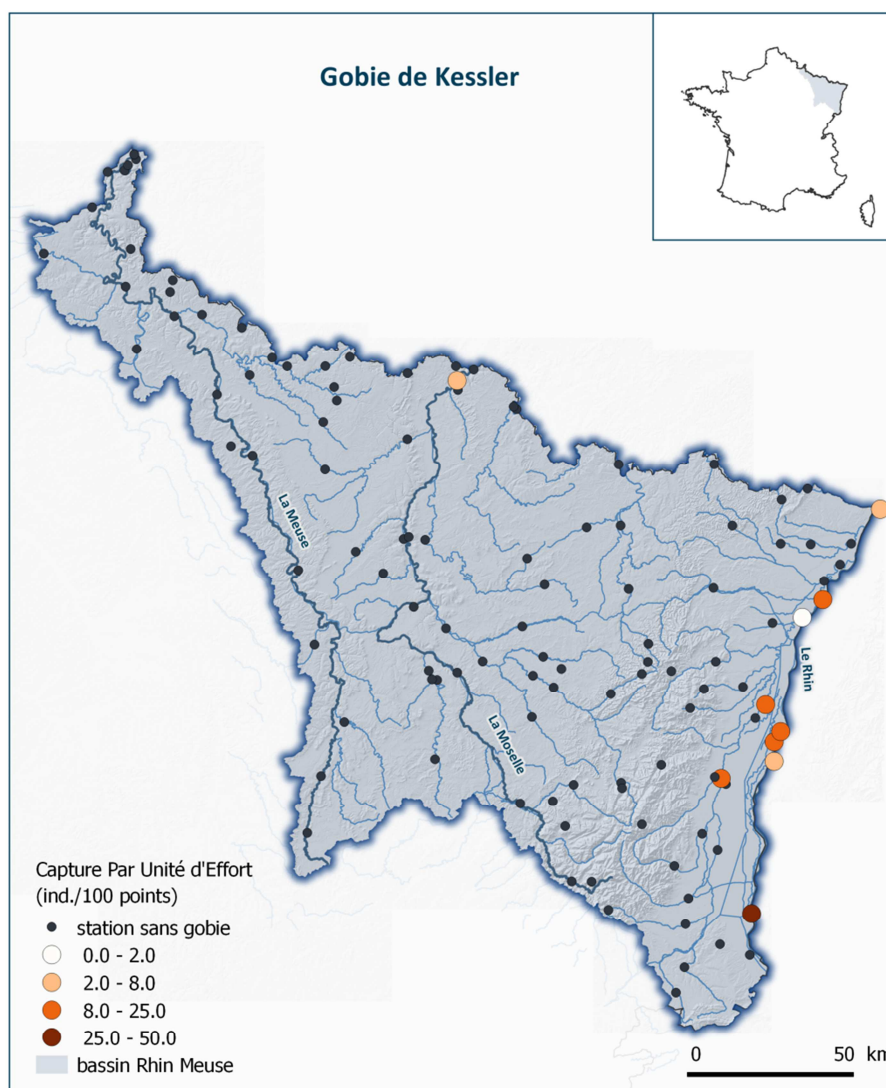 Gobie de Kessler
La Meuse
Le Rhin
La Moselle
Capture Par Unité d'Effort
(ind./100 points)
station sans gobie
0.0 - 2.0
2.0 - 8.0
8.0 - 25.0
25.0 - 50.0
bassin Rhin Meuse
0 50 km